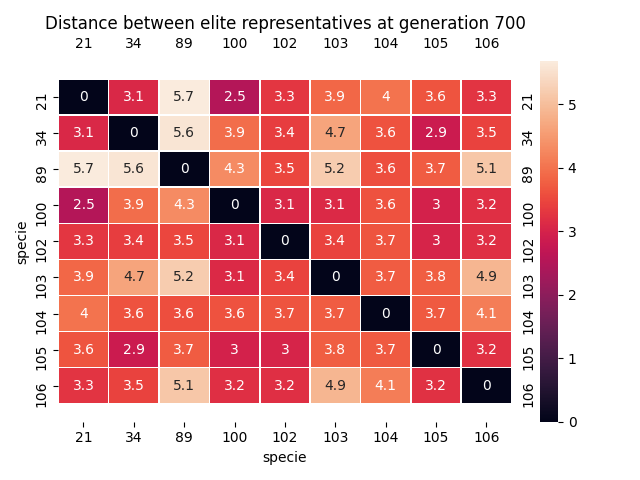 Distance between elite representatives at generation 700
21 34 89 100 102 103 104 105 106
21 0 3.1 5.7 2.5 3.3 3.9 4 3.6 3.3 21
34 3.1 0 5.6 3.9 3.4 4.7 3.6 2.9 3.5 34
89 5.7 5.6 0 4.3 3.5 5.2 3.6 3.7 5.1 89
100 2.5 3.9 4.3 0 3.1 3.1 3.6 3 3.2 100
102 3.3 3.4 3.5 3.1 0 3.4 3.7 3 3.2 102
103 3.9 4.7 5.2 3.1 3.4 0 3.7 3.8 4.9 103
104 4 3.6 3.6 3.6 3.7 3.7 0 3.7 4.1 104
105 3.6 2.9 3.7 3 3 3.8 3.7 0 3.2 105
106 3.3 3.5 5.1 3.2 3.2 4.9 4.1 3.2 0 106
21 34 89 100 102 103 104 105 106
specie
specie
5
4
3
2
1
0